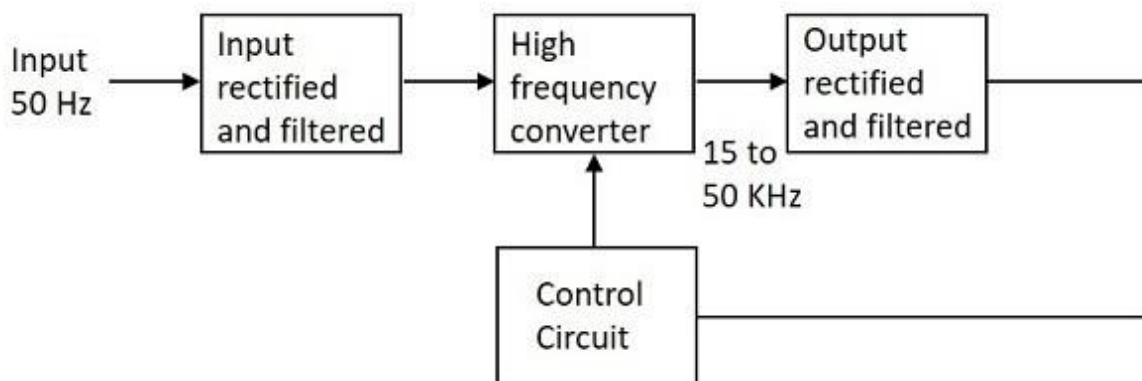 Input
50 Hz
Input
rectified
and filtered
High
frequency
converter
15 to
50 KHz
Output
rectified
and filtered
Control
Circuit